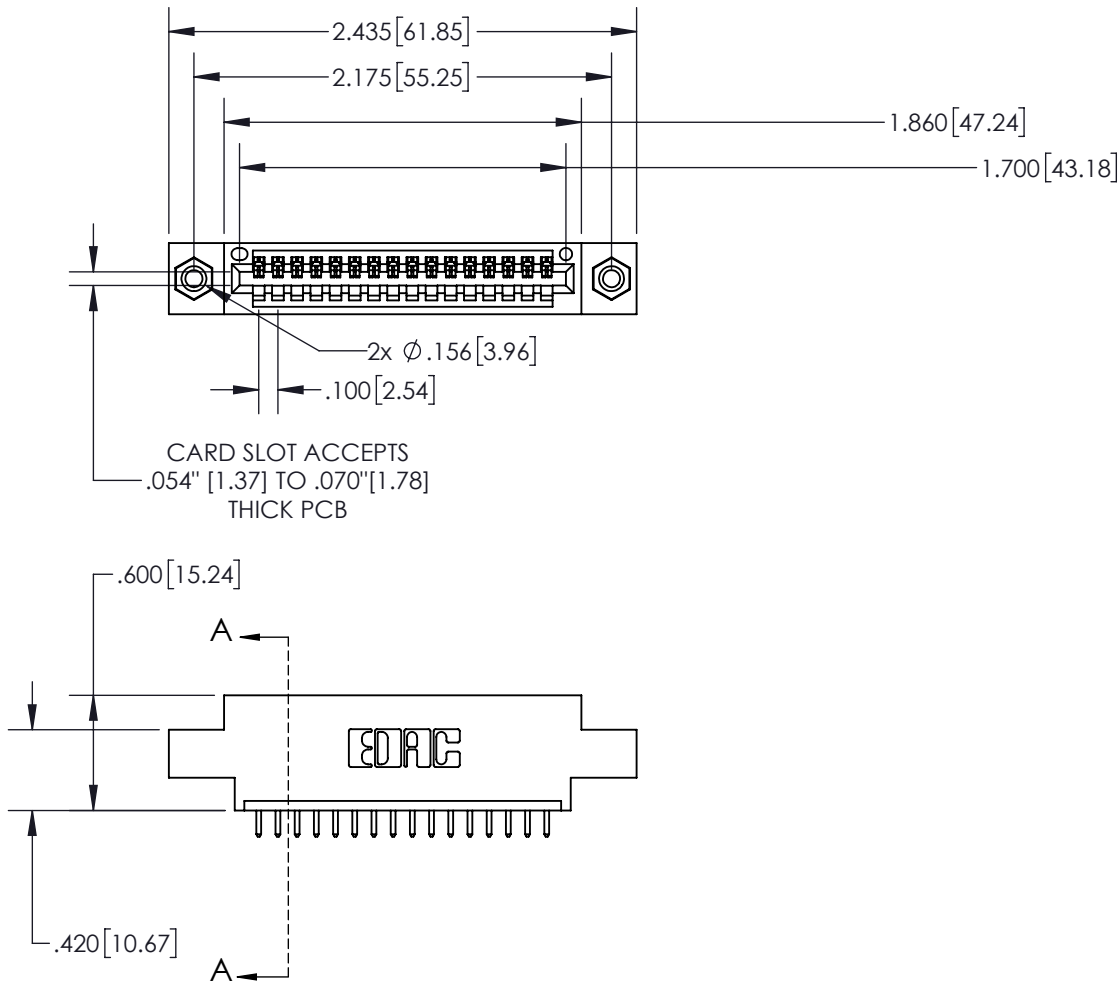 2.435[61.85]
2.175[55.25]
1.860[47.24]
1.700[43.18]
2x Ø.156[3.96]
.100[2.54]
CARD SLOT ACCEPTS
.054" [1.37] TO .070"[1.78]
THICK PCB
.600[15.24]
A
EDAC
.420[10.67]
A